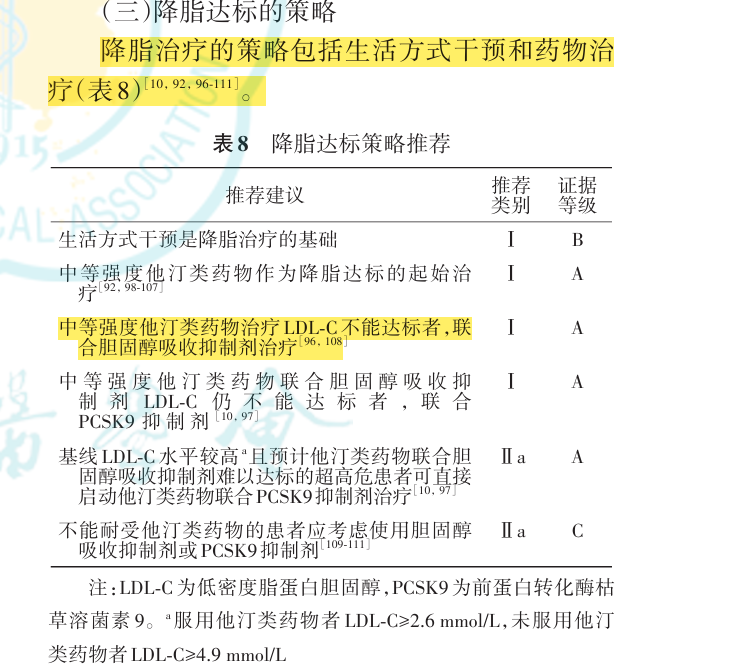 (三)降脂达标的策略
降脂治疗的策略包括生活方式干预和药物治
疗(表8)[10, 92, 96-111]。
表8 降脂达标策略推荐
推荐建议 推荐类别 证据等级
生活方式干预是降脂治疗的基础 Ⅰ B
中等强度他汀类药物作为降脂达标的起始治 Ⅰ A
疗[92, 98-107]
中等强度他汀类药物治疗LDL-C不能达标者,联 Ⅰ A
合胆固醇吸收抑制剂治疗[96, 108]
中等强度他汀类药物联合胆固醇吸收抑 Ⅰ A
制剂LDL-C仍不能达标者,联合
PCSK9抑制剂[10, 97]
基线LDL-C水平较高a且预计他汀类药物联合胆 Ⅱa A
固醇吸收抑制剂难以达标的超高危患者可直接
启动他汀类药物联合PCSK9抑制剂治疗[10, 97]
不能耐受他汀类药物的患者应考虑使用胆固醇 Ⅱa C
吸收抑制剂或PCSK9抑制剂[109-111]
注:LDL-C为低密度脂蛋白胆固醇,PCSK9为前蛋白转化酶枯
草溶菌素9。a服用他汀类药物者LDL-C≥2.6 mmol/L,未服用他汀
类药物者LDL-C≥4.9 mmol/L
915
CAL ASSOCIATION